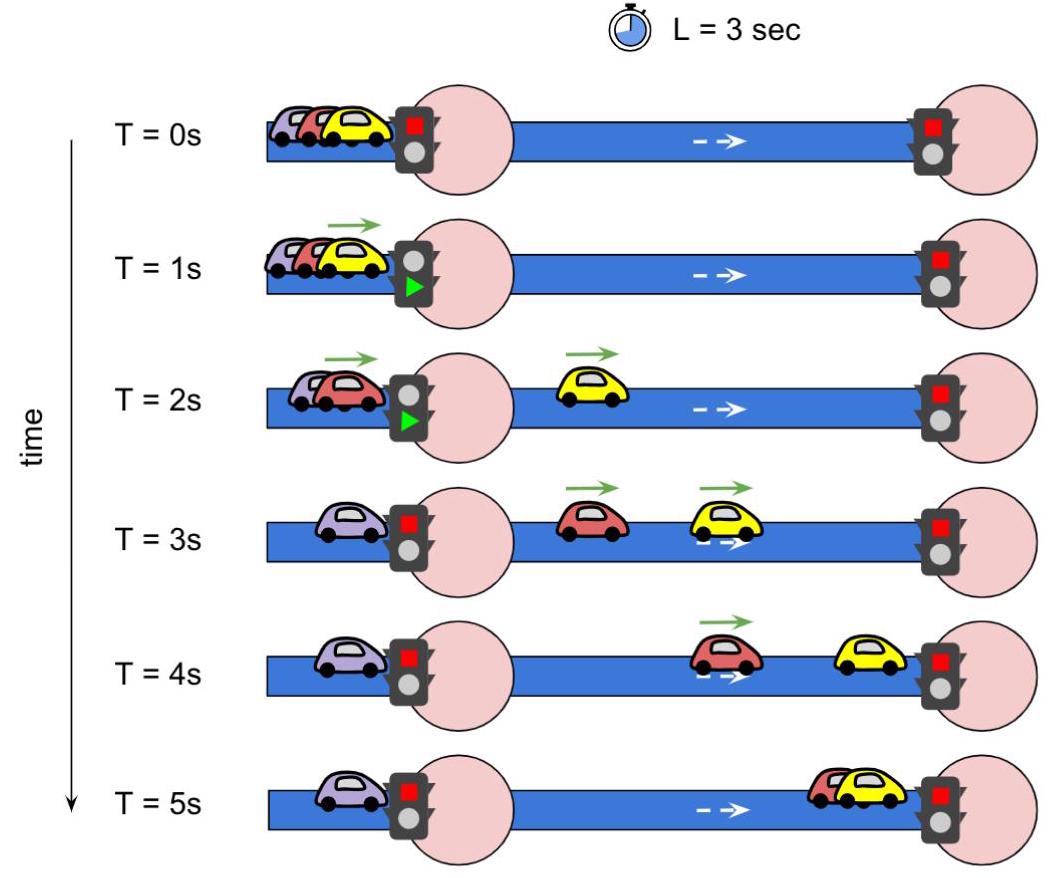 L = 3 sec
T = 0s
T = 1s
T = 2s
T = 3s
T = 4s
T = 5s
time